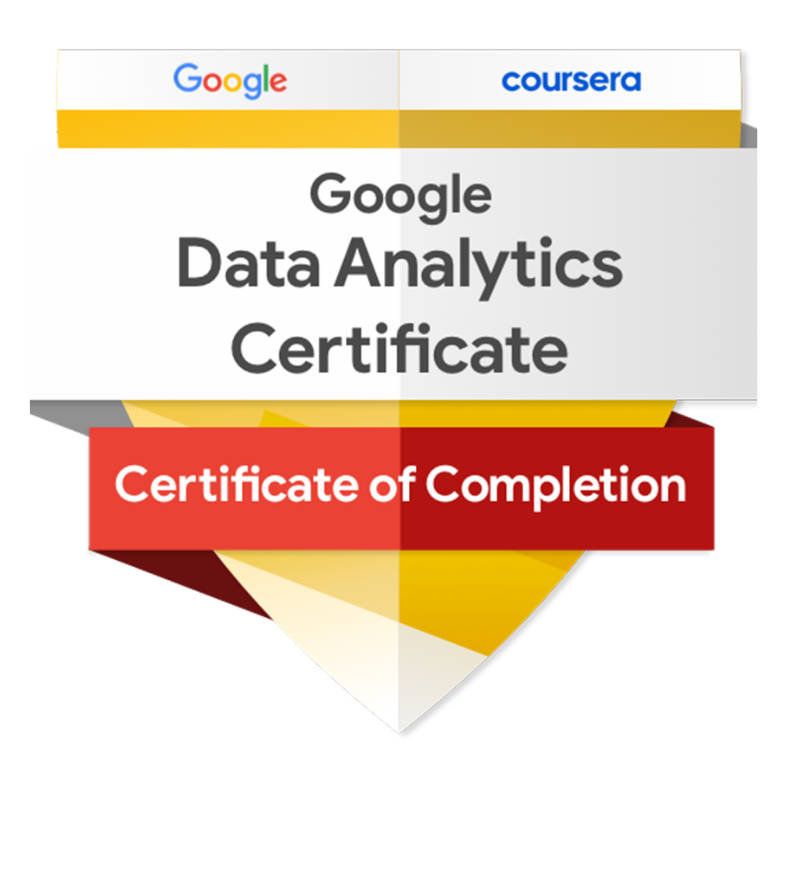 Google coursera
Google
Data Analytics
Certificate
Certificate of Completion